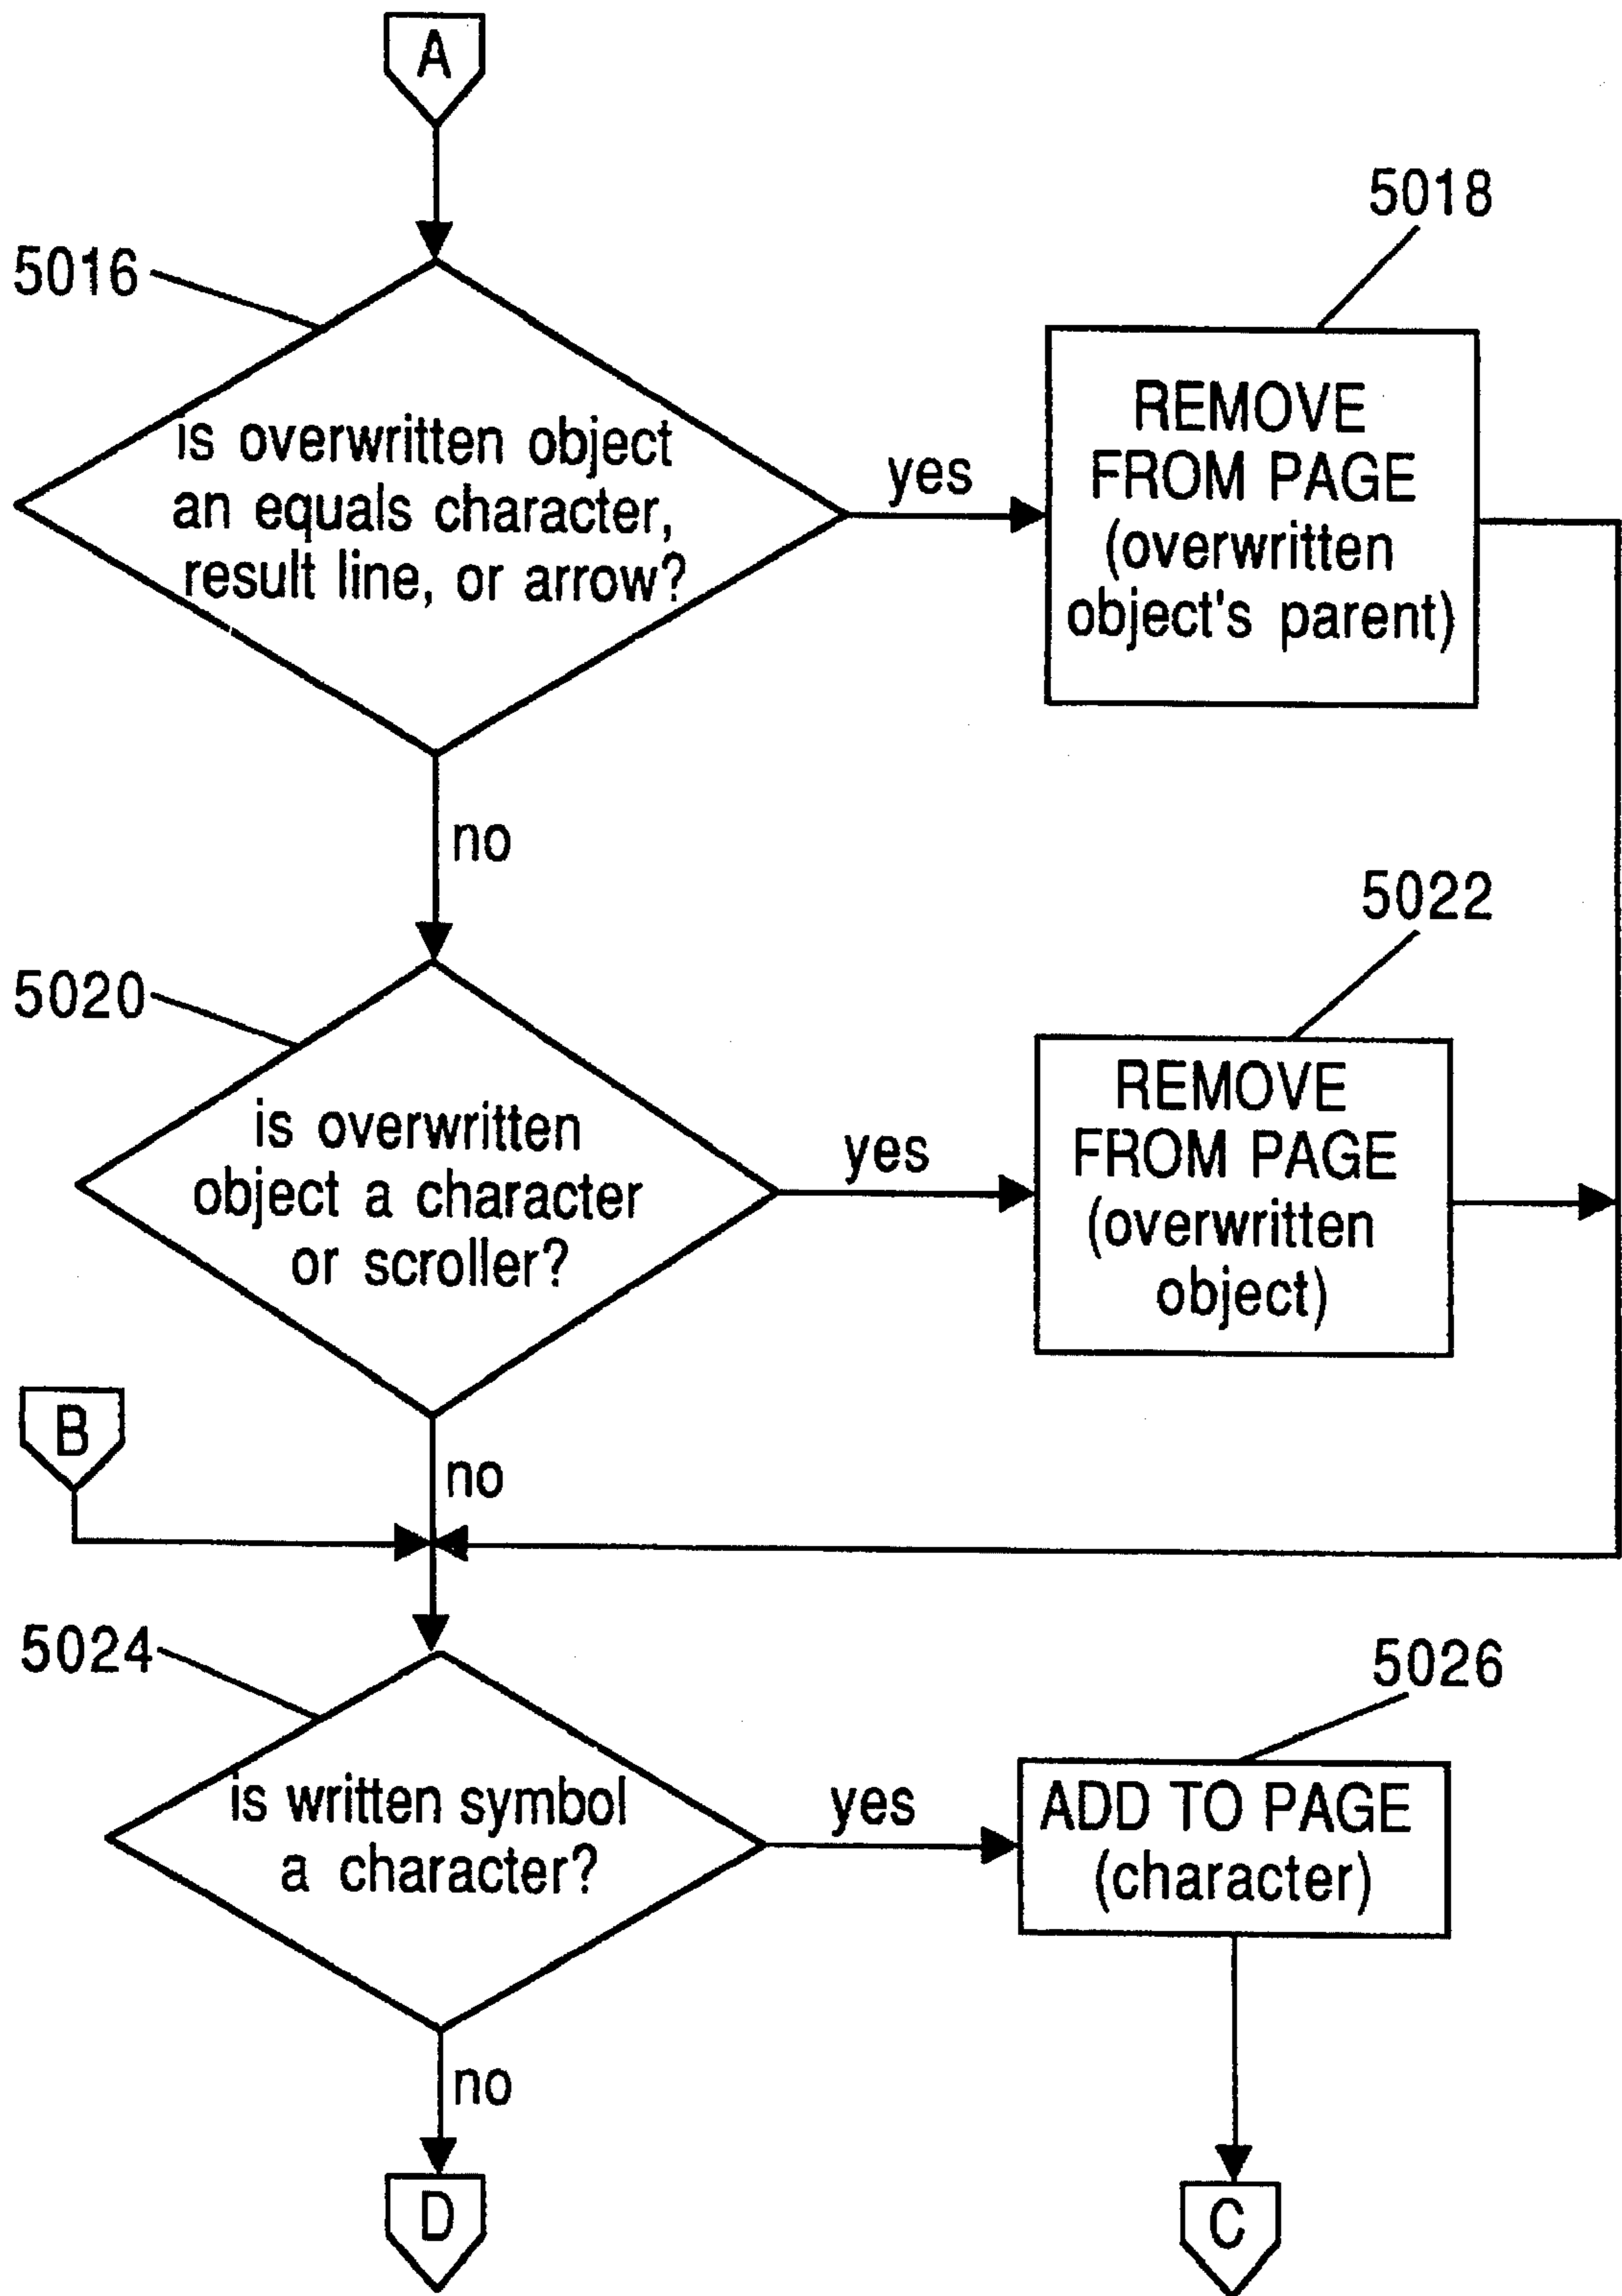 A
5018
5016
is overwritten object
an equals character,
result line, or arrow?
yes
REMOVE
FROM PAGE
(overwritten
object's parent)
no
5022
5020
is overwritten
object a character
or scroller?
yes
REMOVE
FROM PAGE
(overwritten
object)
B
no
5024
5026
is written symbol
a character?
yes
ADD TO PAGE
(character)
no
D
C